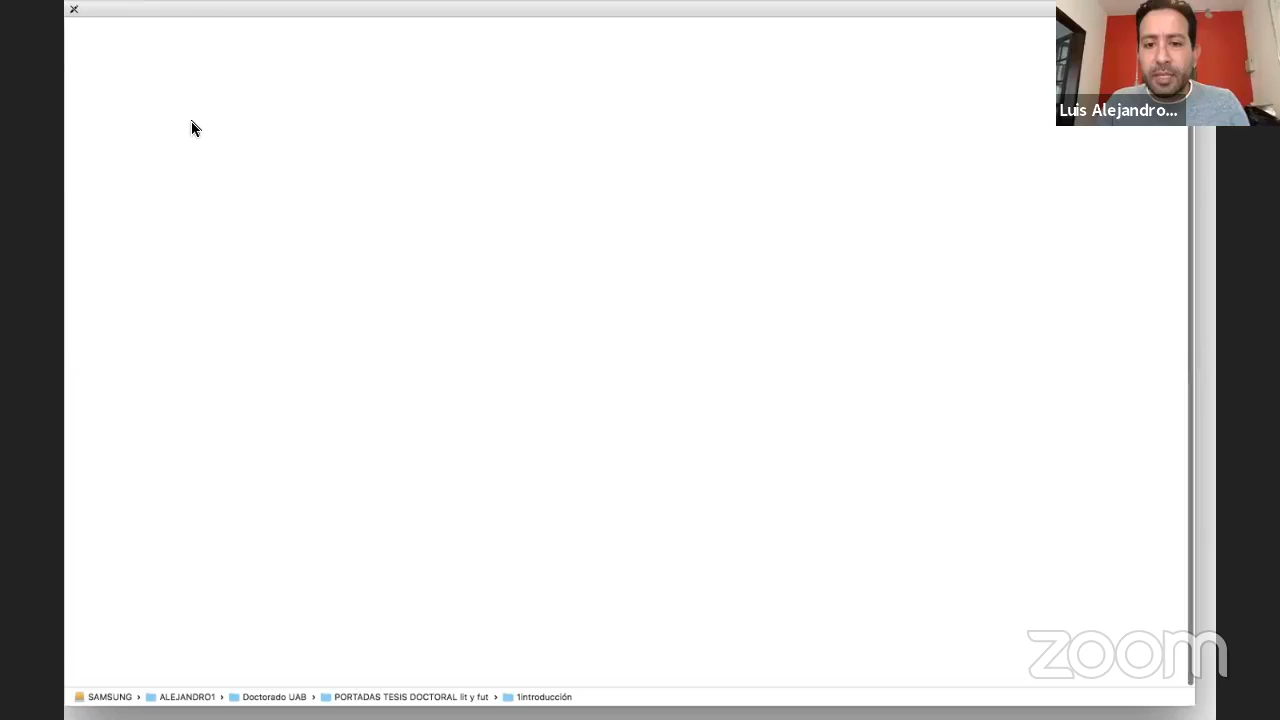 Luis Alejandro...
zoom
SAMSUNG › ALEJANDRO1 › Doctorado UAB › PORTADAS TESIS DOCTORAL lit y fut › 1introducción